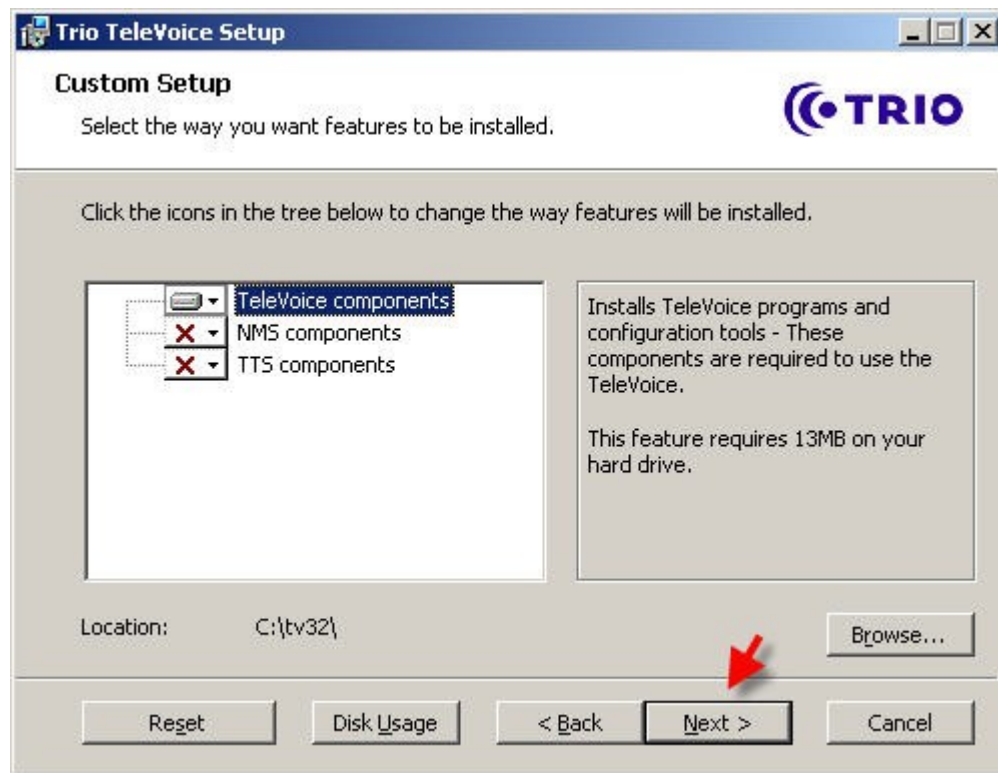 Trio TeleVoice Setup
Custom Setup
Select the way you want features to be installed.
TRIO
Click the icons in the tree below to change the way features will be installed.
TeleVoice components
NMS components
TTS components
Installs TeleVoice programs and
configuration tools - These
components are required to use the
TeleVoice.
This feature requires 13MB on your
hard drive.
Location: C:\tv32\
Browse...
Reset Disk Usage < Back Next > Cancel